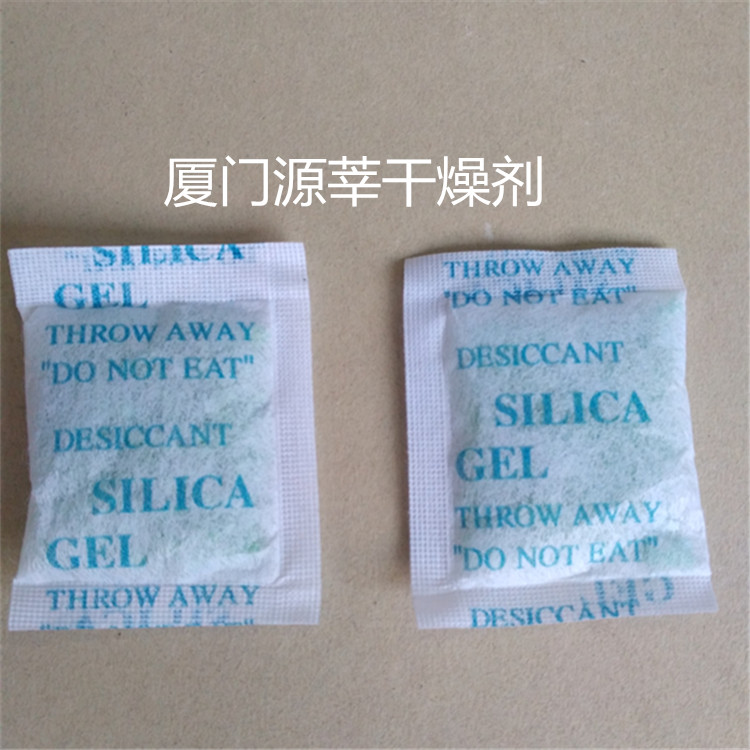 厦门源莘干燥剂
SILICA
GEL
THROW AWAY
"DO NOT EAT"
DESICCANT
SILICA
GEL
THROW AWAY
THROW AWAY
"DO NOT EAT"
DESICCANT
SILICA
GEL
THROW AWAY
"DO NOT EAT"
DESICCANT